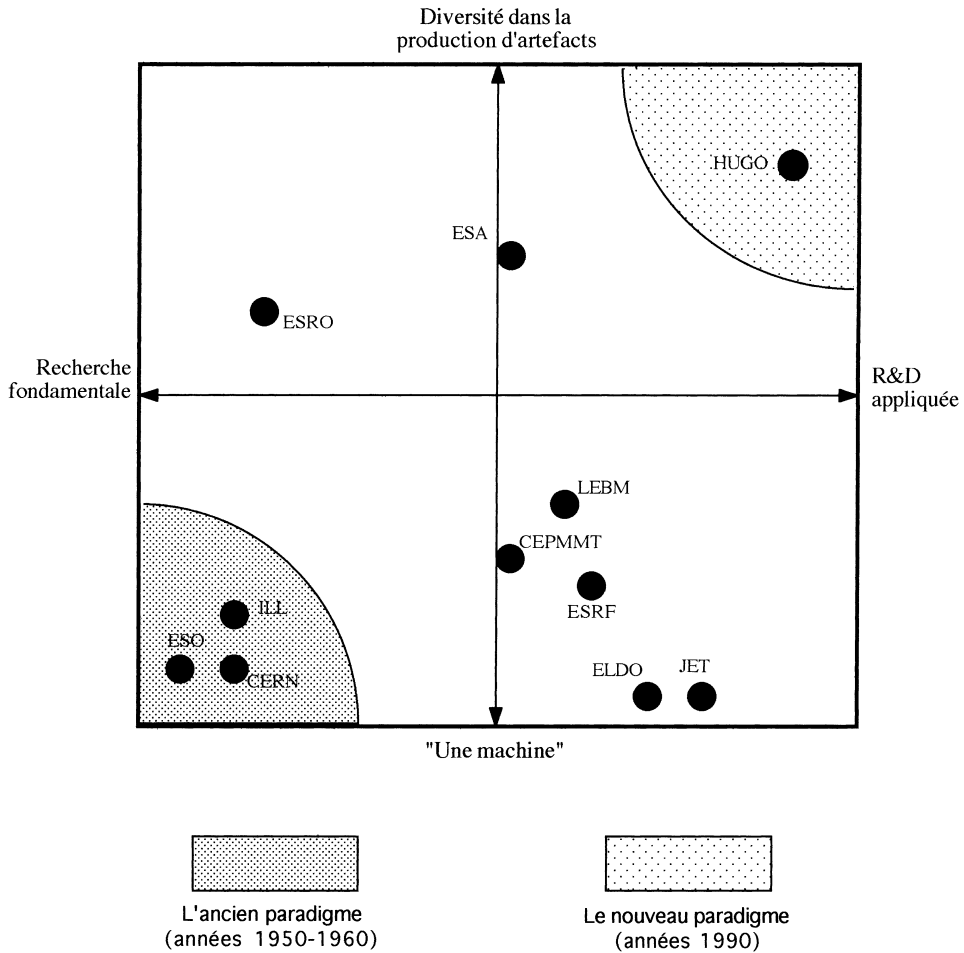 Diversité dans la
production d'artefacts
HUGO
ESA
ESRO
Recherche
fondamentale
R&D
appliquée
LEBM
CEPMMT
ESRF
ILL
ESO
CERN
ELDO
JET
"Une machine"
L'ancien paradigme
(années 1950-1960)
Le nouveau paradigme
(années 1990)